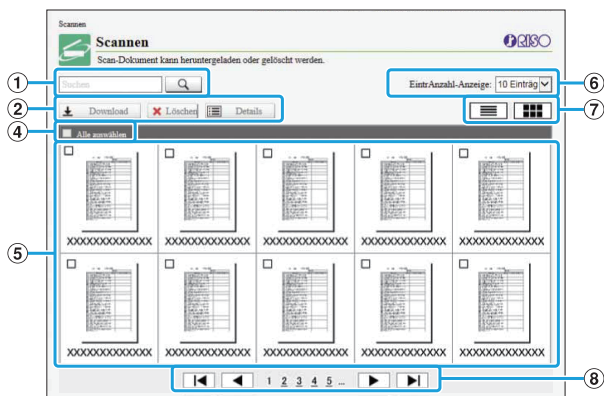 Scannen
Scannen
RISO
Scan-Dokument kann heruntergeladen oder gelöscht werden.
1
Suchen
EintrAnzahl-Anzeige: 10 Einträg
6
2
Download
Löschen
Details
7
4
Alle auswählen
5
XXXXXXXXXXXXX XXXXXXXXXXXXX XXXXXXXXXXXXX XXXXXXXXXXXXX XXXXXXXXXXXXX
XXXXXXXXXXXXX XXXXXXXXXXXXX XXXXXXXXXXXXX XXXXXXXXXXXXX XXXXXXXXXXXXX
1 2 3 4 5 ...
8